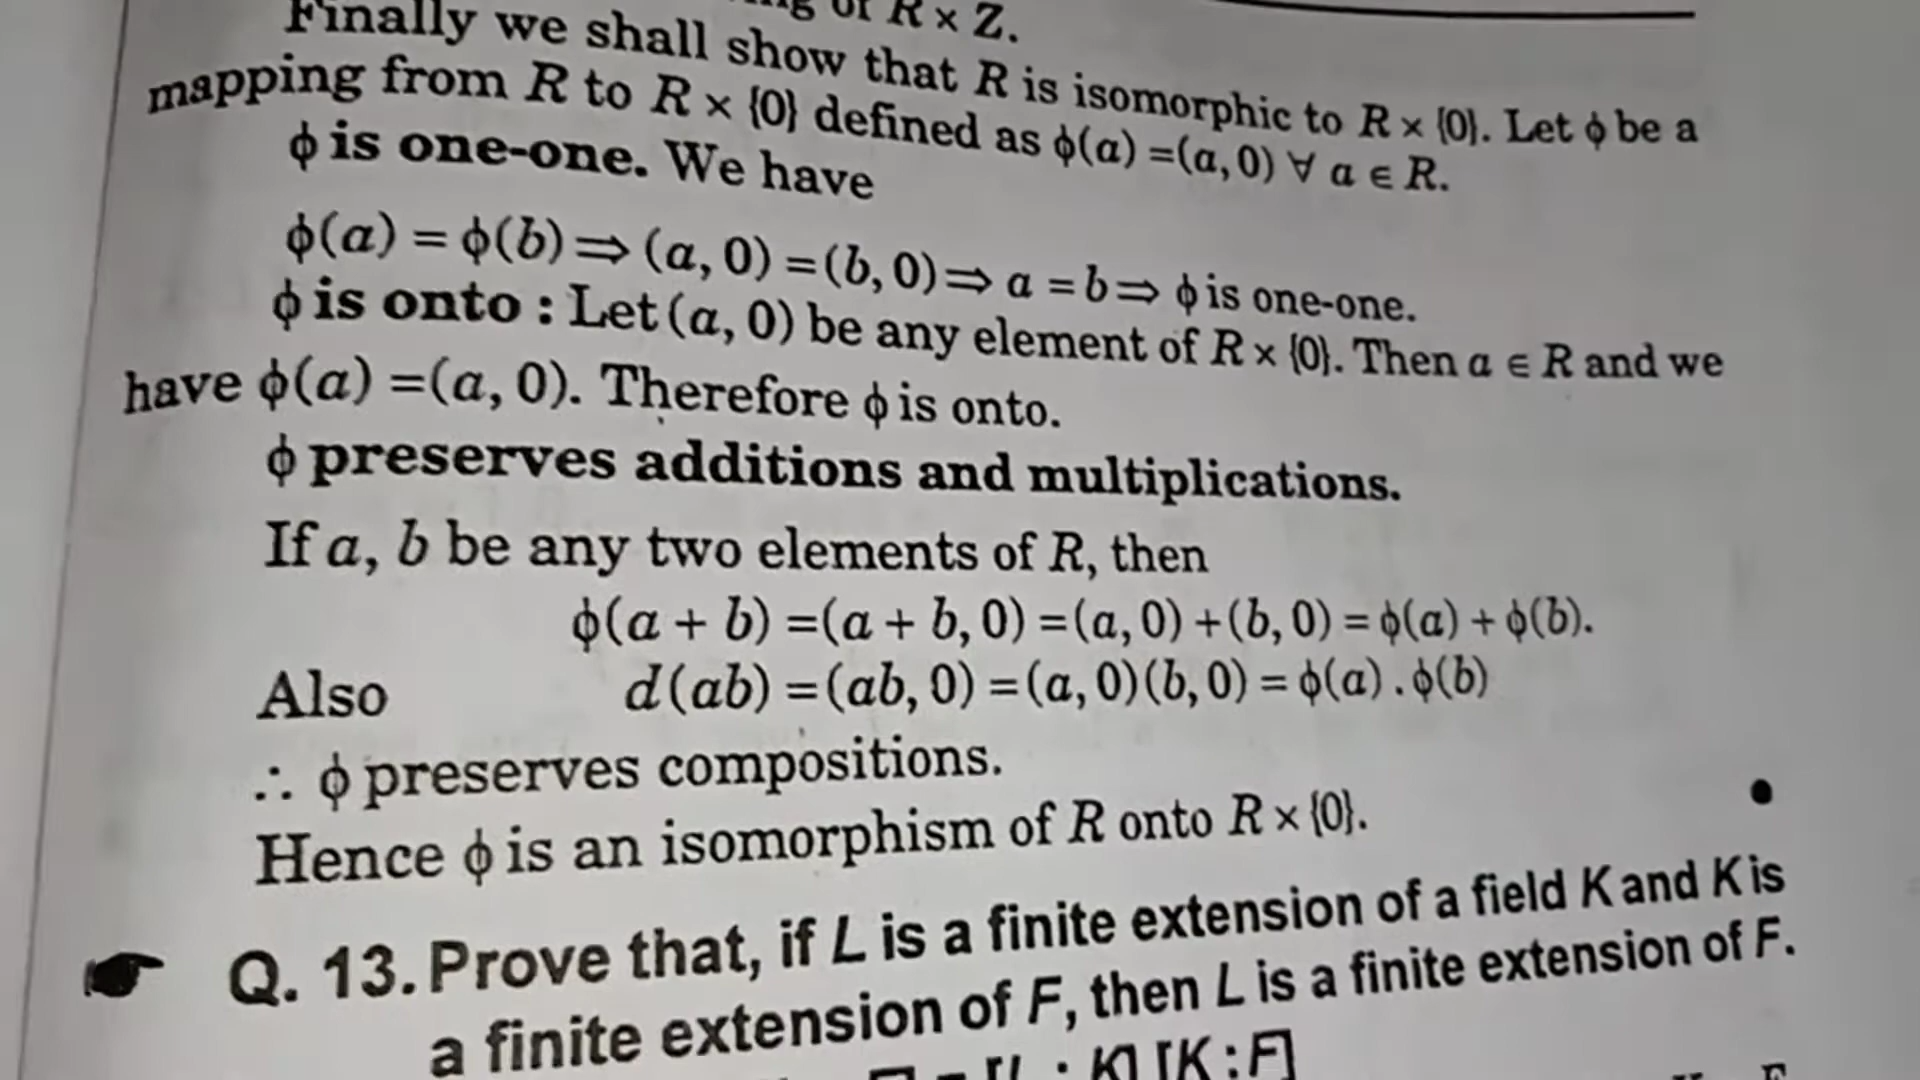 of R × Z.
Finally we shall show that R is isomorphic to R × {0}. Let ϕ be a
mapping from R to R × {0} defined as ϕ(a) =(a, 0) ∀ a ∈ R.
ϕ is one-one. We have
ϕ(a) = ϕ(b) ⇒ (a, 0) =(b, 0) ⇒ a = b ⇒ ϕ is one-one.
ϕ is onto : Let (a, 0) be any element of R × {0}. Then a ∈ R and we
have ϕ(a) =(a, 0). Therefore ϕ is onto.
ϕ preserves additions and multiplications.
If a, b be any two elements of R, then
ϕ(a + b) =(a + b, 0) =(a, 0) +(b, 0) = ϕ(a) + ϕ(b).
Also d(ab) =(ab, 0) =(a, 0)(b, 0) = ϕ(a) . ϕ(b)
∴ ϕ preserves compositions.
Hence ϕ is an isomorphism of R onto R × {0}.
Q. 13. Prove that, if L is a finite extension of a field K and K is
a finite extension of F, then L is a finite extension of F.
[K : F]